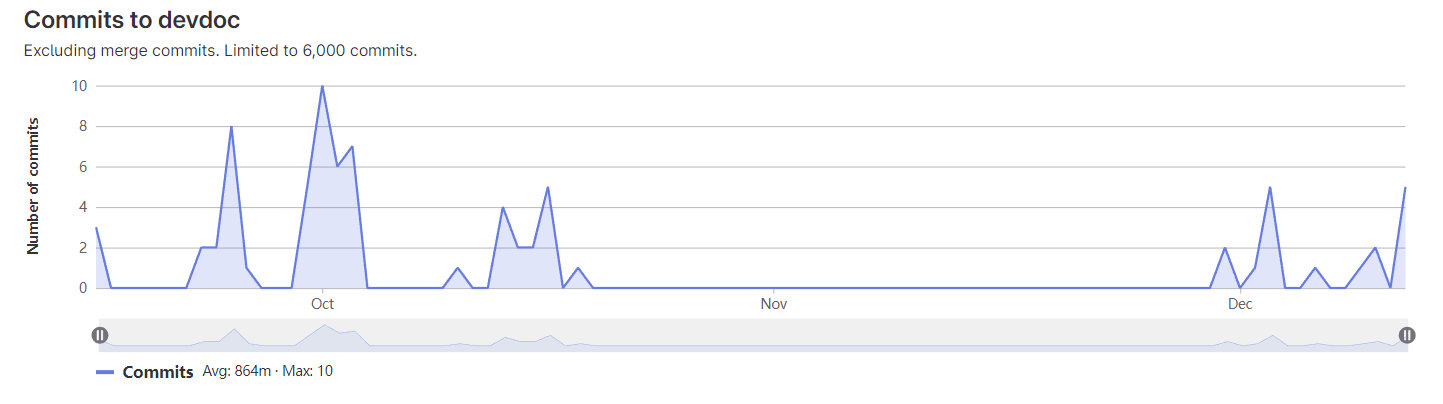 Commits to devdoc
Excluding merge commits. Limited to 6,000 commits.
Number of commits
10
8
6
4
2
0
Oct
Nov
Dec
Commits Avg: 864m · Max: 10